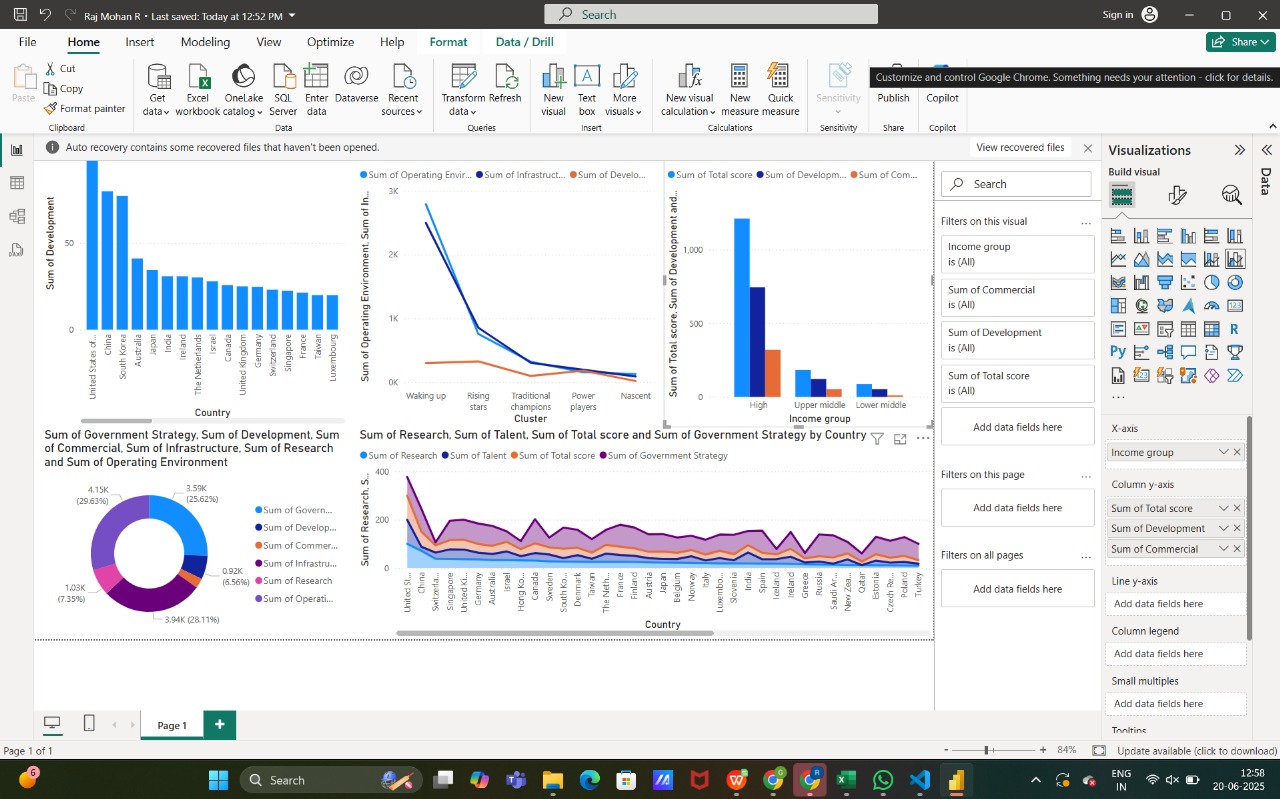 Raj Mohan R • Last saved: Today at 12:52 PM
Search
Sign in
File
Home
Insert
Modeling
View
Optimize
Help
Format
Data / Drill
Share
Paste
Cut
Copy
Format painter
Clipboard
Get data
Excel workbook
OneLake catalog
SQL Server
Enter data
Dataverse
Recent sources
Data
Transform data
Refresh
Queries
New visual
Text box
More visuals
Insert
New visual calculation
New measure
Quick measure
Calculations
Sensitivity
Sensitivity
Publish
Share
Copilot
Copilot
Customize and control Google Chrome. Something needs your attention - click for details.
Auto recovery contains some recovered files that haven't been opened.
View recovered files
Sum of Development
50
0
United States of...
China
South Korea
Australia
Japan
India
Ireland
The Netherlands
Israel
Canada
United Kingdom
Germany
Switzerland
Singapore
France
Taiwan
Luxembourg
Country
Sum of Operating Envir...
Sum of Infrastruct...
Sum of Develo...
Sum of Operating Environment, Sum of In...
3K
2K
1K
0K
Waking up
Rising stars
Traditional champions
Power players
Nascent
Cluster
Sum of Total score
Sum of Developm...
Sum of Com...
Sum of Total score, Sum of Development and...
1,000
500
0
High
Upper middle
Lower middle
Income group
Sum of Government Strategy, Sum of Development, Sum
of Commercial, Sum of Infrastructure, Sum of Research
and Sum of Operating Environment
4.15K
(29.63%)
3.59K
(25.62%)
0.92K
(6.56%)
3.94K (28.11%)
1.03K
(7.35%)
Sum of Govern...
Sum of Develop...
Sum of Commer...
Sum of Infrastru...
Sum of Research
Sum of Operati...
Sum of Research, Sum of Talent, Sum of Total score and Sum of Government Strategy by Country
Sum of Research
Sum of Talent
Sum of Total score
Sum of Government Strategy
Sum of Research, S...
400
200
0
United St...
China
Switzerla...
Singapore
United Ki...
Germany
Australia
Israel
Hong Ko...
Canada
Sweden
South Ko...
Denmark
Taiwan
The Neth...
France
Finland
Austria
Japan
Belgium
Norway
Italy
Luxembo...
Slovenia
India
Spain
Iceland
Ireland
Greece
Russia
Saudi Ar...
New Zea...
Qatar
Estonia
Czech Re...
Poland
Turkey
Country
Search
Filters on this visual
Income group
is (All)
Sum of Commercial
is (All)
Sum of Development
is (All)
Sum of Total score
is (All)
Add data fields here
Filters on this page
Add data fields here
Filters on all pages
Add data fields here
Visualizations
Build visual
123
R
Py
X-axis
Income group
Column y-axis
Sum of Total score
Sum of Development
Sum of Commercial
Line y-axis
Add data fields here
Column legend
Add data fields here
Small multiples
Add data fields here
Tooltips
Data
Page 1
Page 1 of 1
84%
Update available (click to download)
6
Search
ENG
IN
12:58
20-06-2025